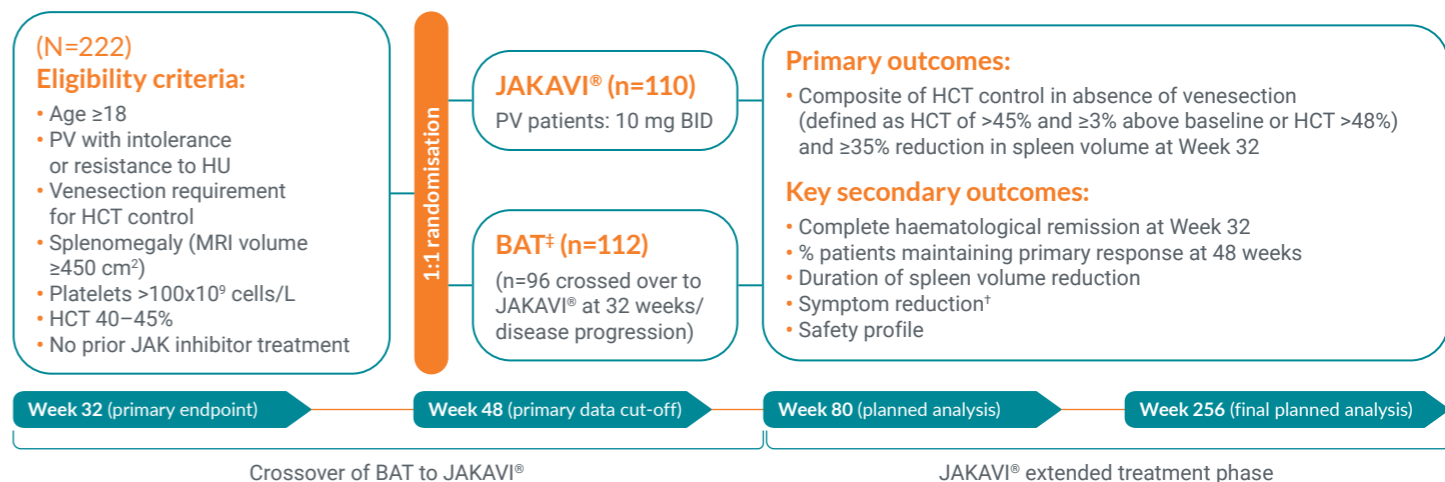 (N=222)
Eligibility criteria:
• Age ≥18
• PV with intolerance
or resistance to HU
• Venesection requirement
for HCT control
• Splenomegaly (MRI volume
≥450 cm²)
• Platelets >100x10⁹ cells/L
• HCT 40–45%
• No prior JAK inhibitor treatment
1:1 randomisation
JAKAVI® (n=110)
PV patients: 10 mg BID
BAT‡ (n=112)
(n=96 crossed over to
JAKAVI® at 32 weeks/
disease progression)
Primary outcomes:
• Composite of HCT control in absence of venesection
(defined as HCT of >45% and ≥3% above baseline or HCT >48%)
and ≥35% reduction in spleen volume at Week 32
Key secondary outcomes:
• Complete haematological remission at Week 32
• % patients maintaining primary response at 48 weeks
• Duration of spleen volume reduction
• Symptom reduction†
• Safety profile
Week 32 (primary endpoint)
Week 48 (primary data cut-off)
Week 80 (planned analysis)
Week 256 (final planned analysis)
Crossover of BAT to JAKAVI®
JAKAVI® extended treatment phase